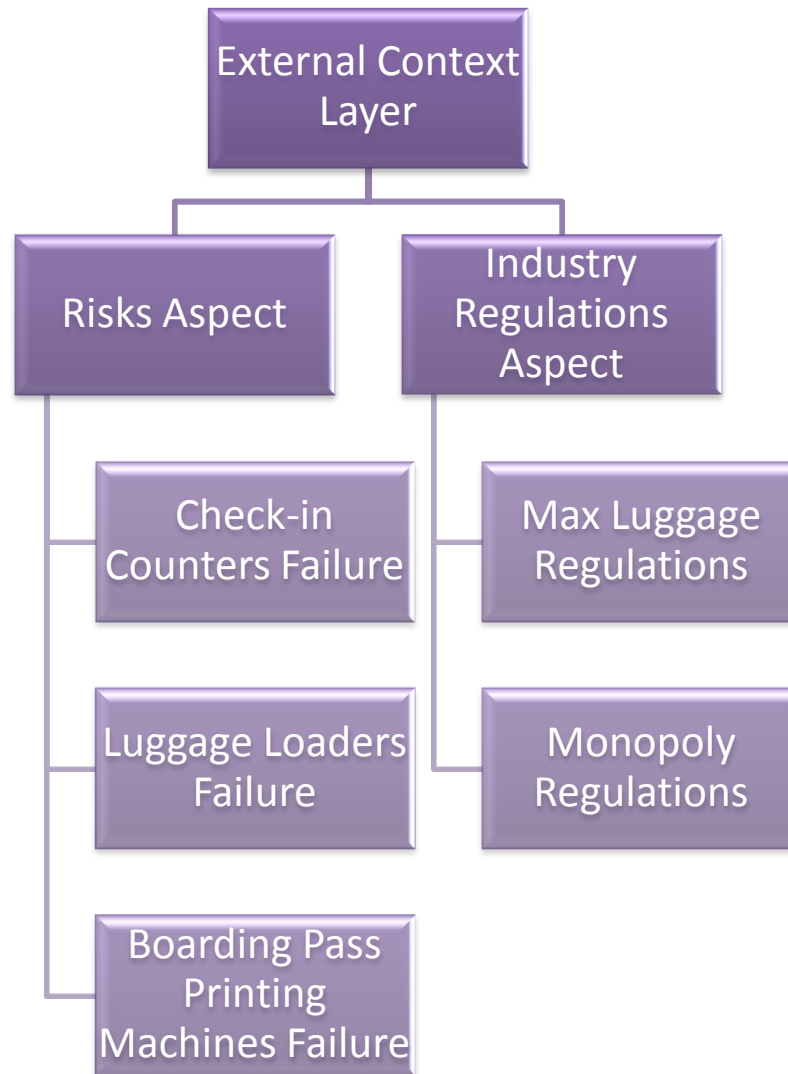 External Context
Layer
Risks Aspect
Industry
Regulations
Aspect
Check-in
Counters Failure
Max Luggage
Regulations
Luggage Loaders
Failure
Monopoly
Regulations
Boarding Pass
Printing
Machines Failure